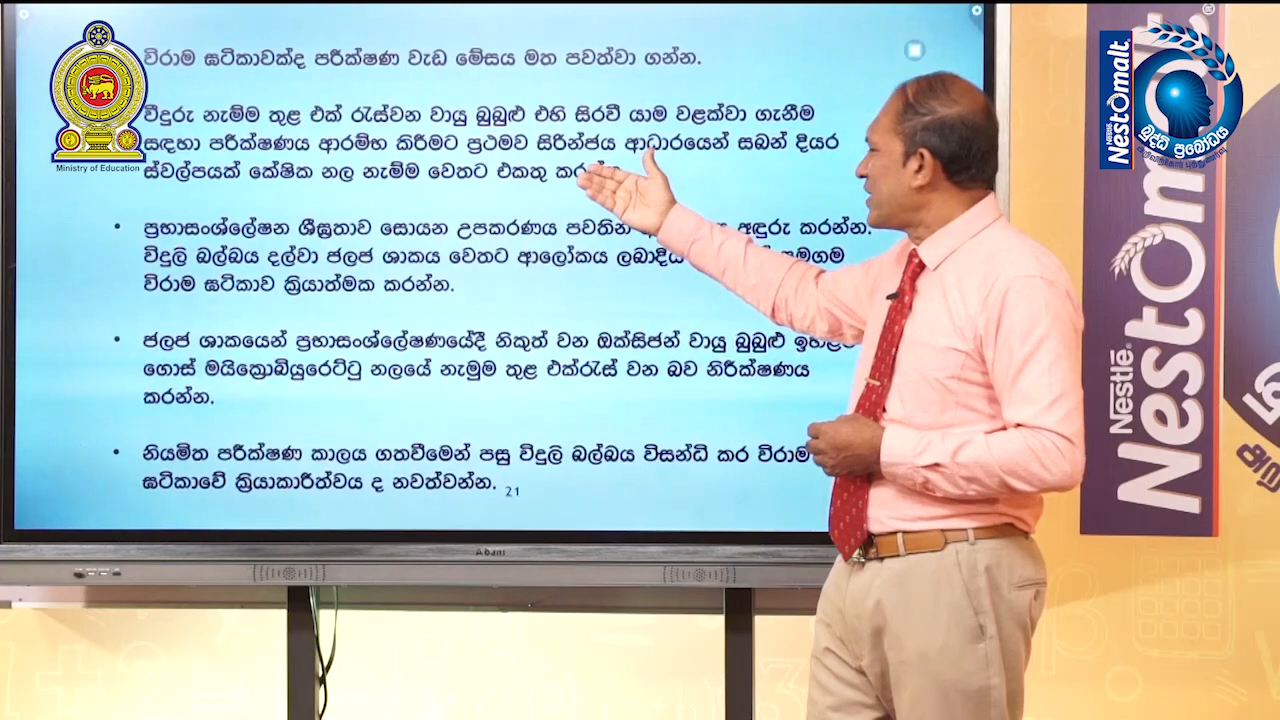 විරාම ඝටිකාවක්ද පරීක්ෂණ වැඩ මේසය මත පවත්වා ගන්න.
වීදුරු නැම්ම තුළ එක් රැස්වන වායු බුබුළු එහි සිරවී යාම වළක්වා ගැනීම
සඳහා පරීක්ෂණය ආරම්භ කිරීමට ප්‍රථමව සිරින්ජය ආධාරයෙන් සබන් දියර
ස්වල්පයක් කේෂික නල නැම්ම වෙතට එකතු
• ප්‍රභාසංශ්ලේෂන ශීඝ්‍රතාව සොයන උපකරණය පවතින අඳුරු කරන්න.
විදුලි බල්බය දල්වා ජලජ ශාකය වෙතට ආලෝකය
විරාම ඝටිකාව ක්‍රියාත්මක කරන්න.
• ජලජ ශාකයෙන් ප්‍රභාසංශ්ලේෂණයේදී නිකුත් වන ඔක්සිජන් වායු බුබුළු
ගොස් මයික්‍රොබියුරෙට්ටු නලයේ නැමුම තුළ එක්රැස් වන බව නිරීක්ෂණය
කරන්න.
• නියමිත පරීක්ෂණ කාලය ගතවීමෙන් පසු විදුලි බල්බය විසන්ධි කර විරාම
ඝටිකාවේ ක්‍රියාකාරීත්වය ද නවත්වන්න.
21
Ministry of Education
Nestlé
Nestomalt
බුද්ධි ප්‍රබෝධය
Nestlé
Nestomalt
Abani